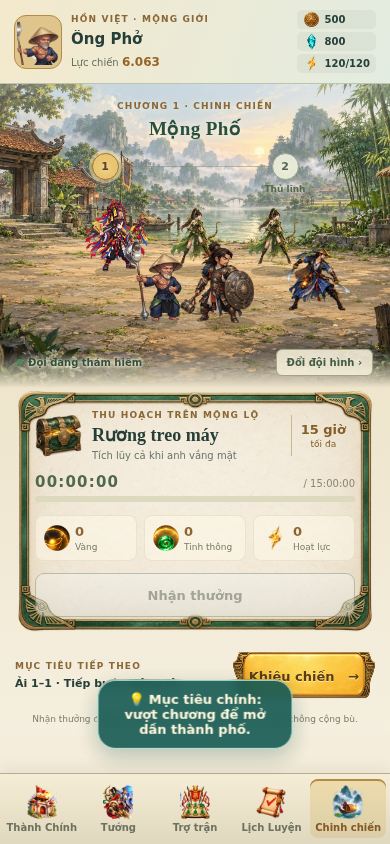 HỒN VIỆT · MỘNG GIỚI
Ông Phở
Lực chiến 6.063
500
800
120/120
CHƯƠNG 1 · CHINH CHIẾN
Mộng Phố
1
2
Thủ lĩnh
Đội đang thám hiểm
Đổi đội hình ›
THU HOẠCH TRÊN MỘNG LỘ
Rương treo máy
Tích lũy cả khi anh vắng mặt
15 giờ
tối đa
00:00:00
/ 15:00:00
0
Vàng
0
Tinh thông
0
Hoạt lực
Nhận thưởng
MỤC TIÊU TIẾP THEO
Ải 1–1 · Tiếp
Khiêu chiến →
Nhận thưởng
không cộng bù.
💡 Mục tiêu chính:
vượt chương để mở
dần thành phố.
Thành Chính
Tướng
Trợ trận
Lịch Luyện
Chinh chiến